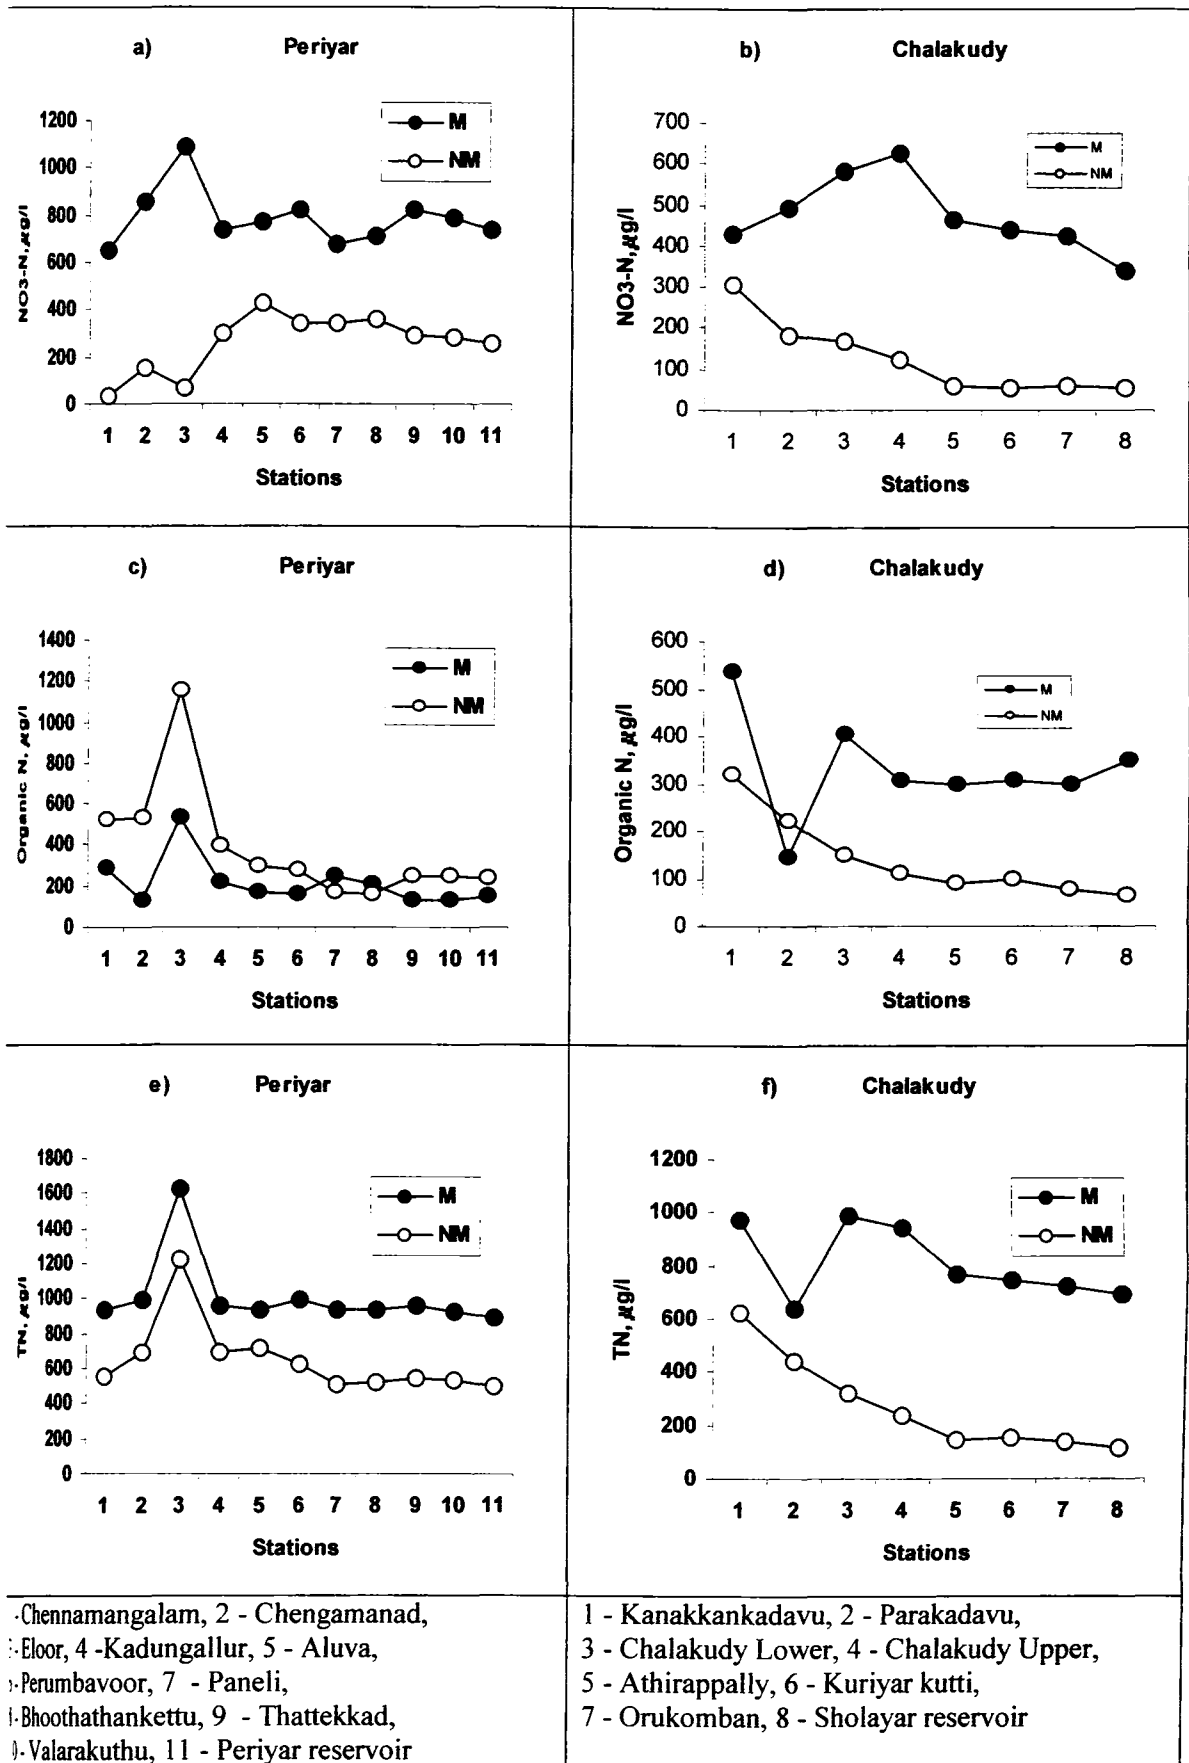 a) Periyar
1200
1000
800
600
400
200
0
NO3-N, µg/l
M
NM
1 2 3 4 5 6 7 8 9 10 11
Stations
b) Chalakudy
700
600
500
400
300
200
100
0
NO3-N, µg/l
M
NM
1 2 3 4 5 6 7 8
Stations
c) Periyar
1400
1200
1000
800
600
400
200
0
Organic N, µg/l
M
NM
1 2 3 4 5 6 7 8 9 10 11
Stations
d) Chalakudy
600
500
400
300
200
100
0
Organic N, µg/l
M
NM
1 2 3 4 5 6 7 8
Stations
e) Periyar
1800
1600
1400
1200
1000
800
600
400
200
0
TN, µg/l
M
NM
1 2 3 4 5 6 7 8 9 10 11
Stations
f) Chalakudy
1200
1000
800
600
400
200
0
TN, µg/l
M
NM
1 2 3 4 5 6 7 8
Stations
-Chennamangalam, 2 - Chengamanad,
-Eloor, 4 -Kadungallur, 5 - Aluva,
-Perumbavoor, 7 - Paneli,
-Bhoothathankettu, 9 - Thattekkad,
-Valarakuthu, 11 - Periyar reservoir
1 - Kanakkankadavu, 2 - Parakadavu,
3 - Chalakudy Lower, 4 - Chalakudy Upper,
5 - Athirappally, 6 - Kuriyar kutti,
7 - Orukomban, 8 - Sholayar reservoir